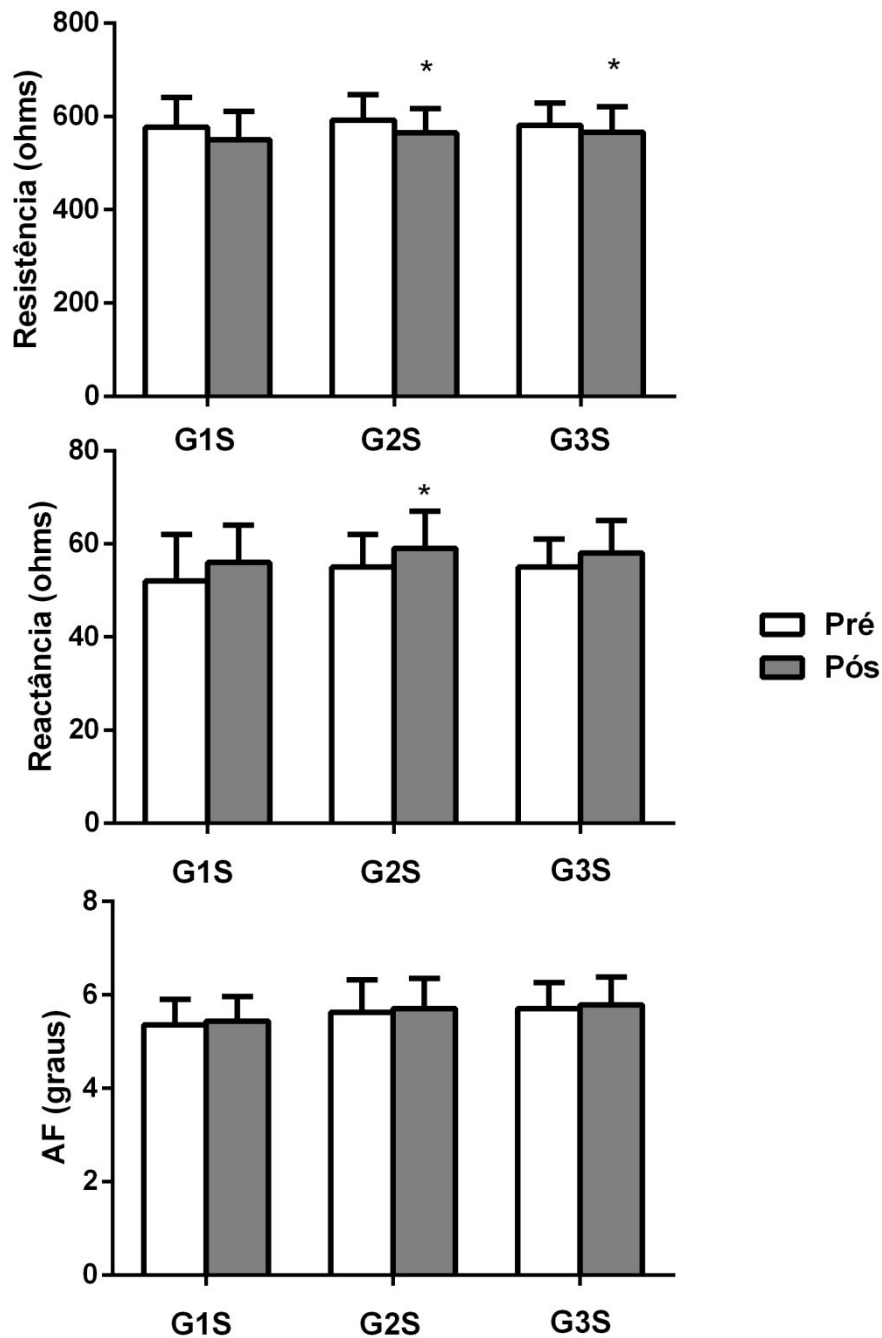 Resistência (ohms)
800
600
400
200
0
*
*
G1S
G2S
G3S
Reactância (ohms)
80
60
40
20
0
*
G1S
G2S
G3S
Pré
Pós
AF (graus)
8
6
4
2
0
G1S
G2S
G3S